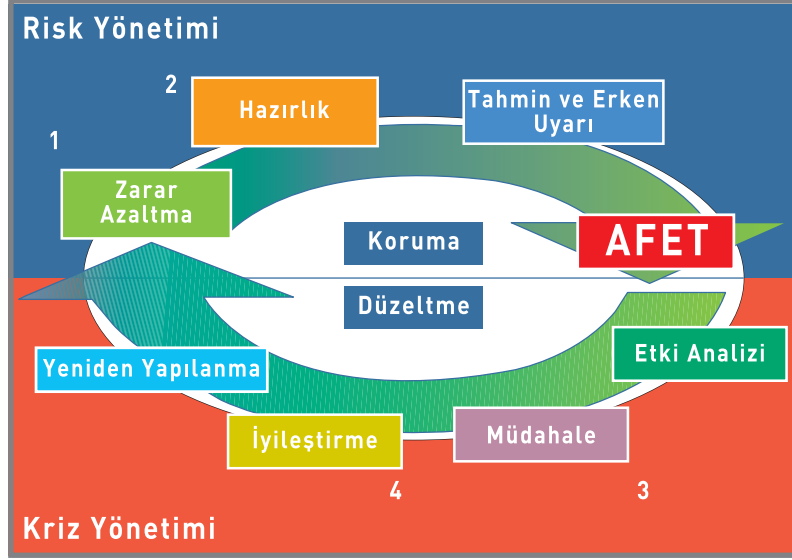 Risk Yönetimi
2
Hazırlık
Tahmin ve Erken
Uyarı
1
Zarar
Azaltma
Koruma
AFET
Düzeltme
Etki Analizi
Yeniden Yapılanma
İyileştirme
Müdahale
4
3
Kriz Yönetimi